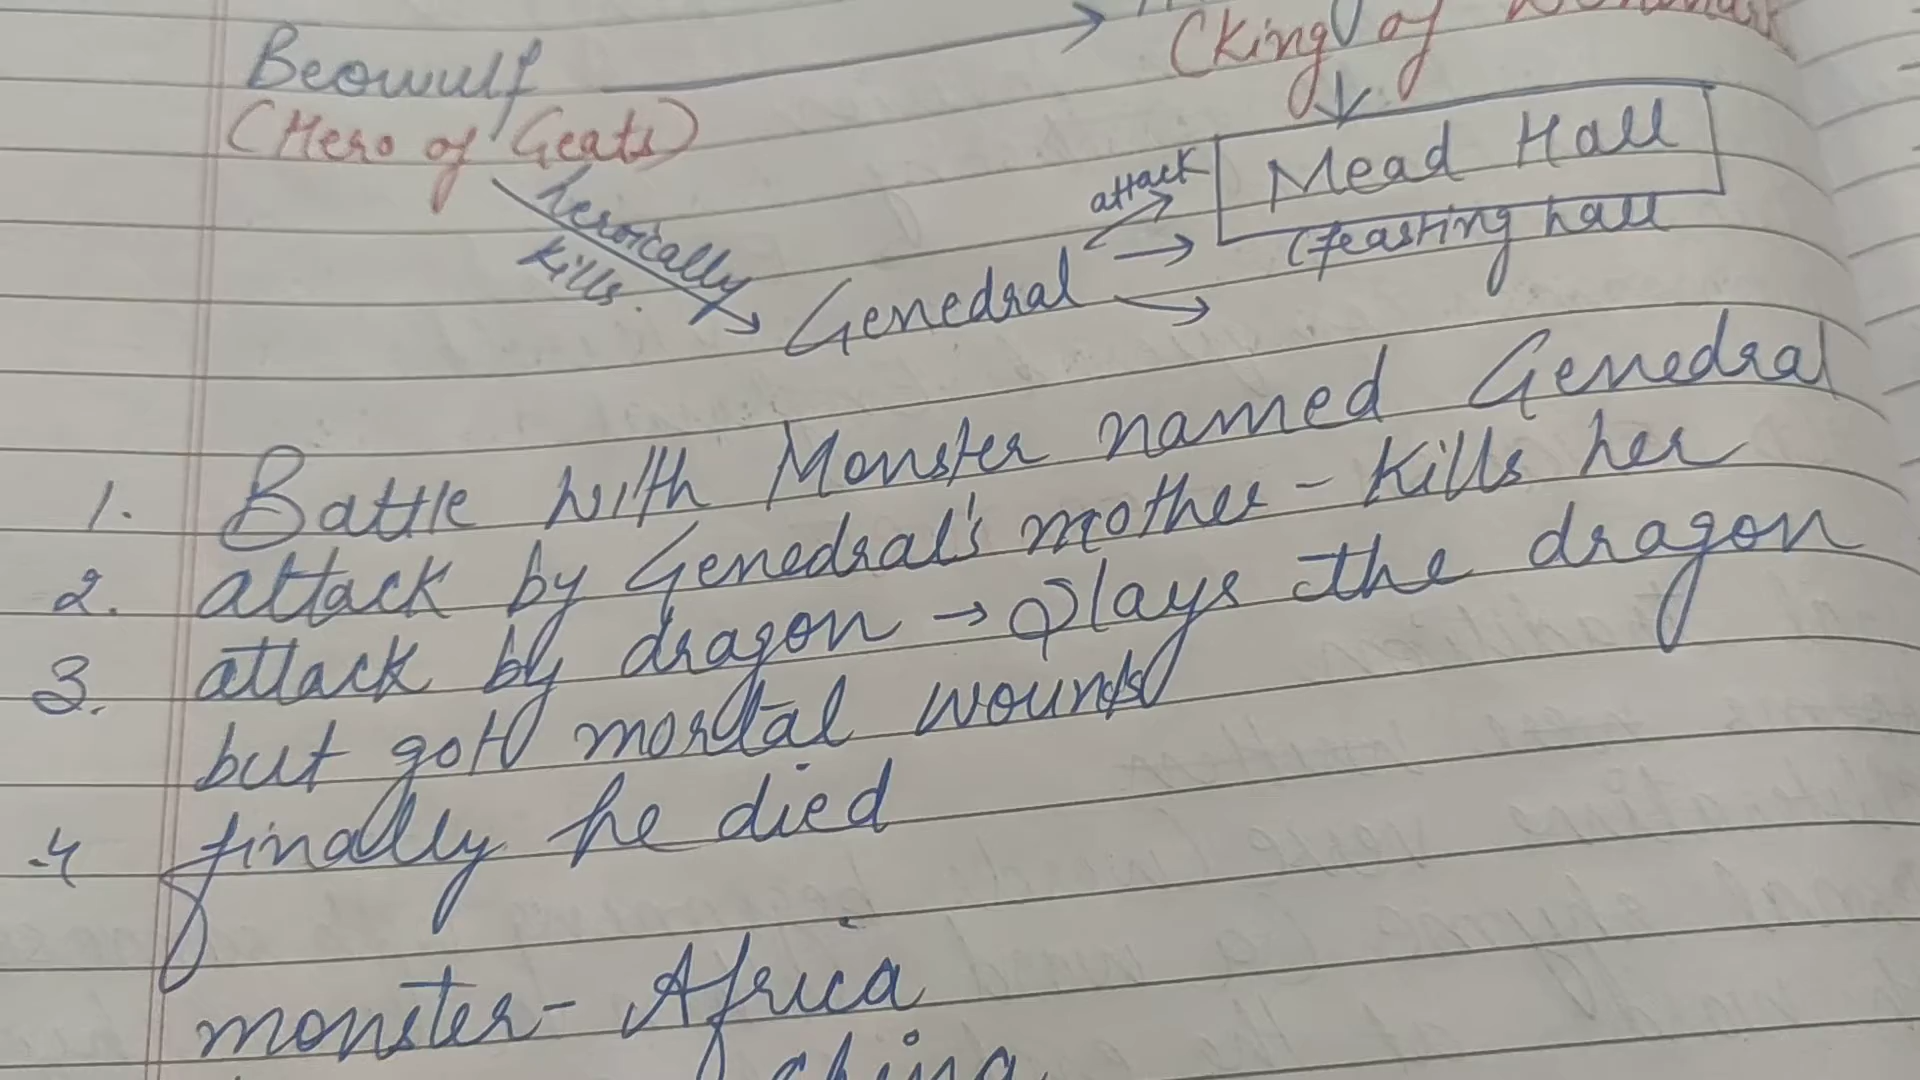 Beowulf →
(King of Denmark
(Hero of Geats)
↓
Mead Hall
(feasting hall
attack
heroically
kills.
Genedral
1. Battle with Monster named Genedral
2. attack by Genedral's mother - kills her
3. attack by dragon → Slays the dragon
but got mortal wounds
4 finally he died
monster - Africa
china